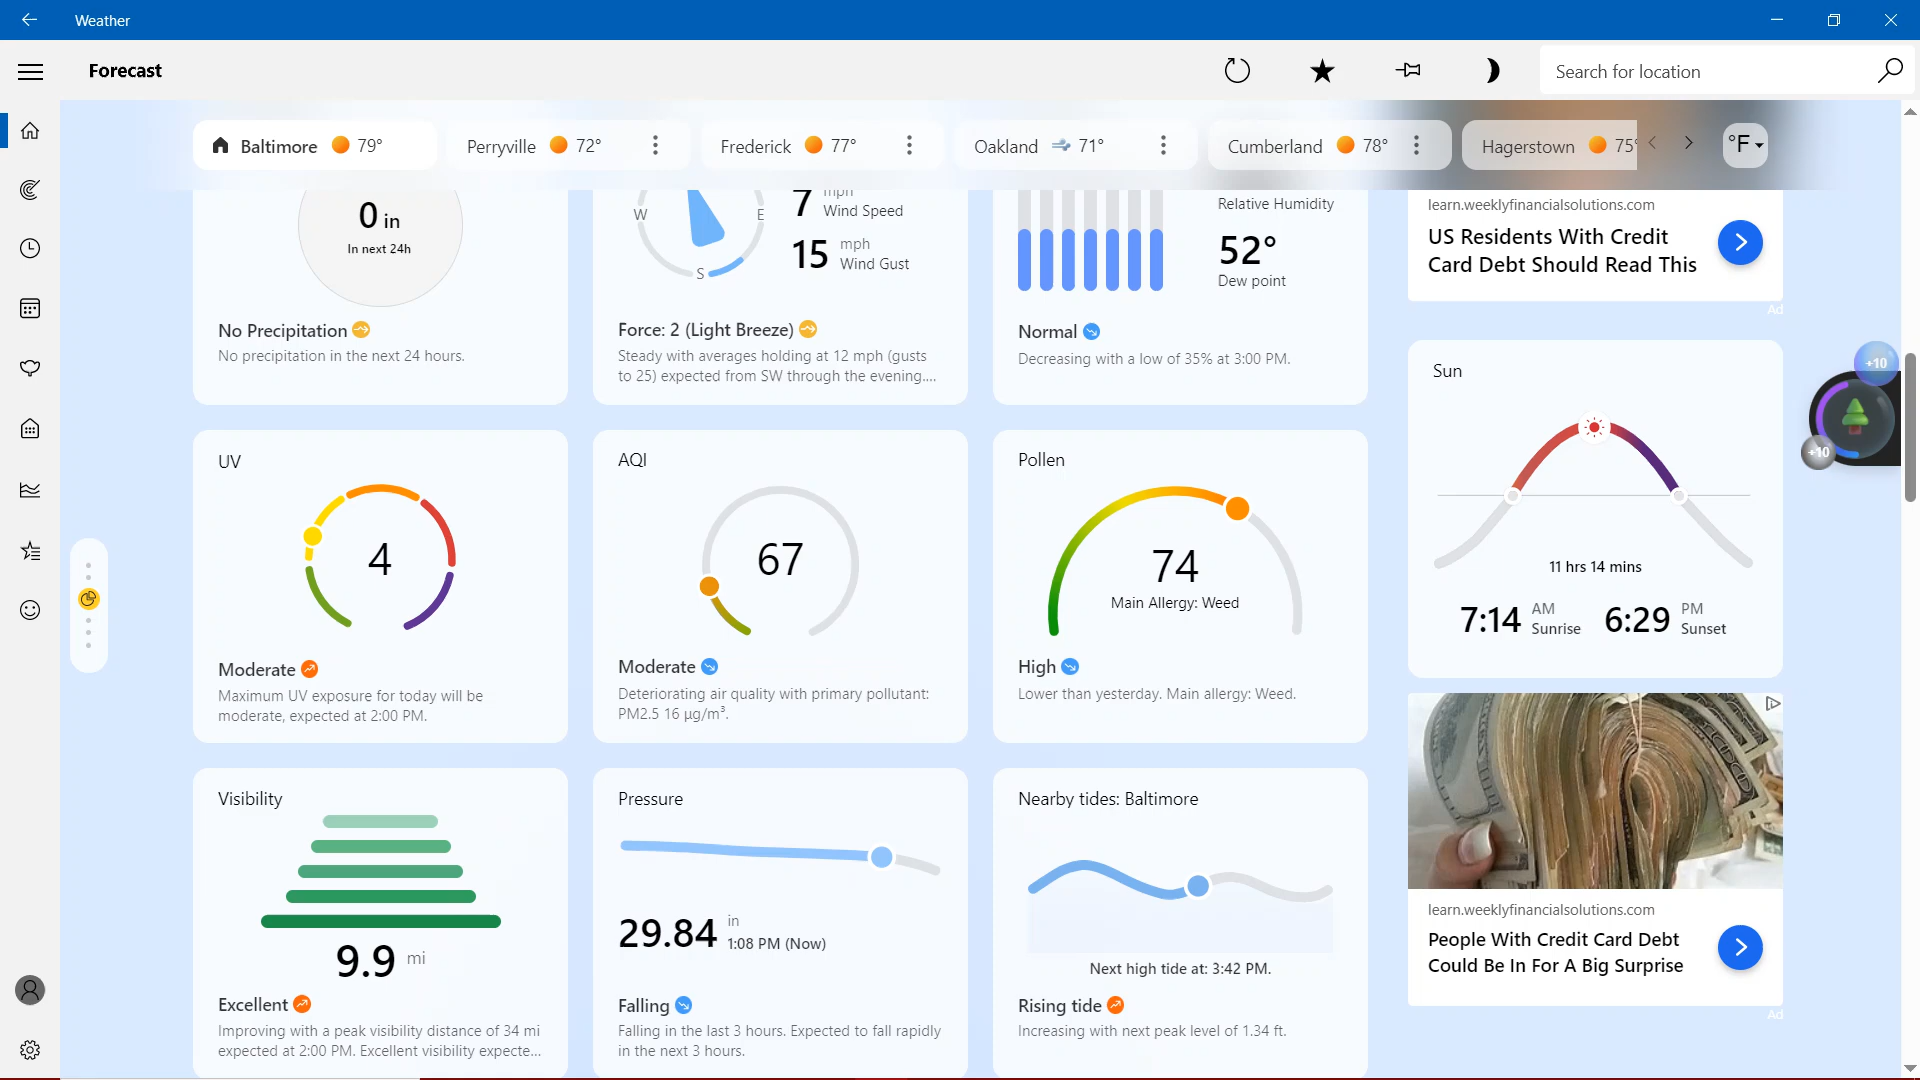 Weather
Forecast
Search for location
Baltimore 79°
Perryville 72°
Frederick 77°
Oakland 71°
Cumberland 78°
Hagerstown 75°
°F
0 in
In next 24h
No Precipitation
No precipitation in the next 24 hours.
W E S
7 mph
Wind Speed
15 mph
Wind Gust
Force: 2 (Light Breeze)
Steady with averages holding at 12 mph (gusts
to 25) expected from SW through the evening....
Relative Humidity
52°
Dew point
Normal
Decreasing with a low of 35% at 3:00 PM.
learn.weeklyfinancialsolutions.com
US Residents With Credit
Card Debt Should Read This
Ad
UV
4
Moderate
Maximum UV exposure for today will be
moderate, expected at 2:00 PM.
AQI
67
Moderate
Deteriorating air quality with primary pollutant:
PM2.5 16 μg/m³.
Pollen
74
Main Allergy: Weed
High
Lower than yesterday. Main allergy: Weed.
Sun
11 hrs 14 mins
7:14 AM
Sunrise
6:29 PM
Sunset
+10
+10
Visibility
9.9 mi
Excellent
Improving with a peak visibility distance of 34 mi
expected at 2:00 PM. Excellent visibility expecte...
Pressure
29.84 in
1:08 PM (Now)
Falling
Falling in the last 3 hours. Expected to fall rapidly
in the next 3 hours.
Nearby tides: Baltimore
Next high tide at: 3:42 PM.
Rising tide
Increasing with next peak level of 1.34 ft.
learn.weeklyfinancialsolutions.com
People With Credit Card Debt
Could Be In For A Big Surprise
Ad